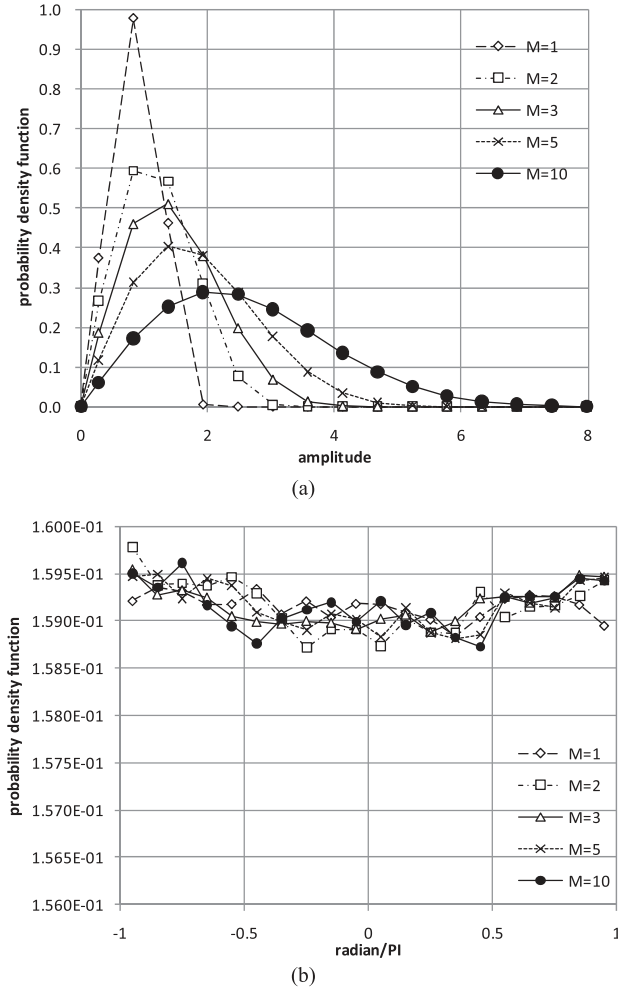 1.0
0.9
0.8
0.7
0.6
0.5
0.4
0.3
0.2
0.1
0.0
probability density function
M=1
M=2
M=3
M=5
M=10
0 2 4 6 8
amplitude
(a)
1.600E-01
1.595E-01
1.590E-01
1.585E-01
1.580E-01
1.575E-01
1.570E-01
1.565E-01
1.560E-01
probability density function
M=1
M=2
M=3
M=5
M=10
-1 -0.5 0 0.5 1
radian/PI
(b)